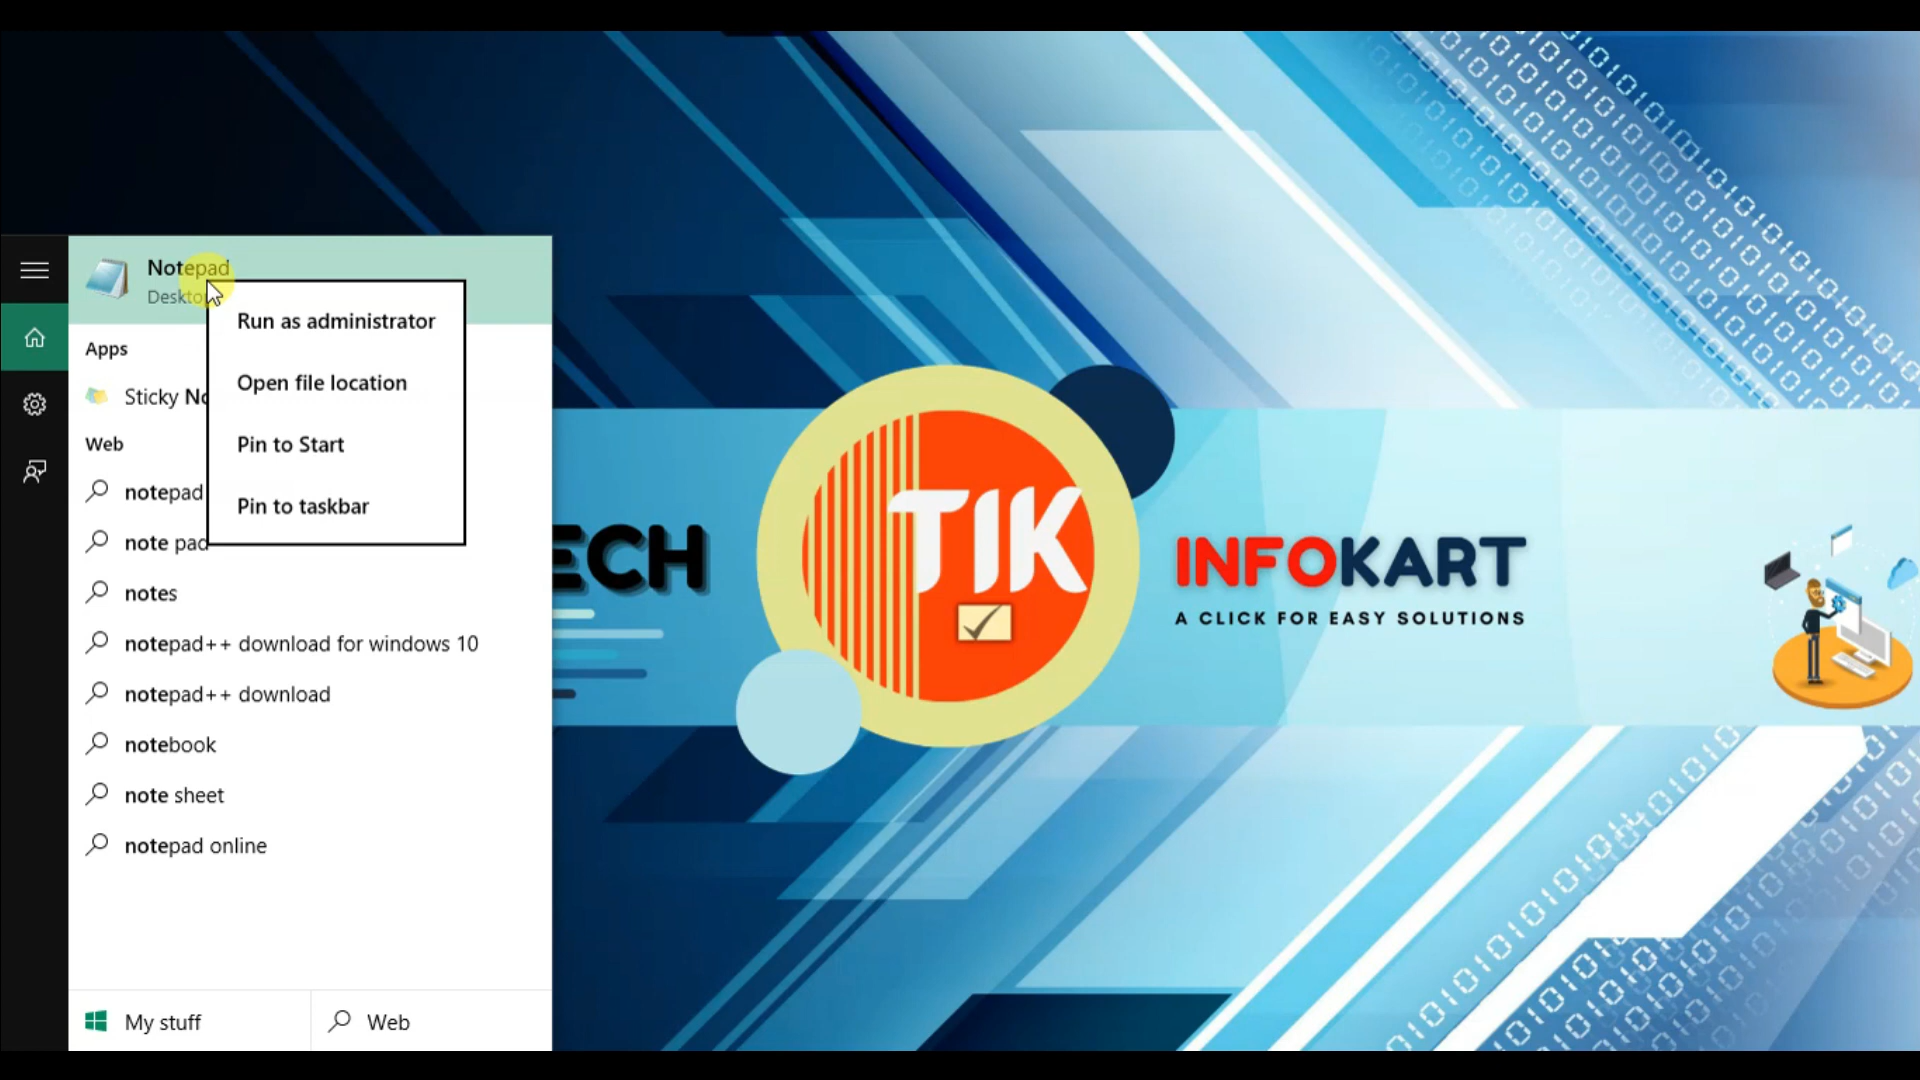 Notepad
Run as administrator
Open file location
Pin to Start
Pin to taskbar
Apps
Sticky
Web
notepad
note pad
notes
notepad++ download for windows 10
notepad++ download
notebook
note sheet
notepad online
My stuff
Web
ECH
TIK
INFOKART
A CLICK FOR EASY SOLUTIONS